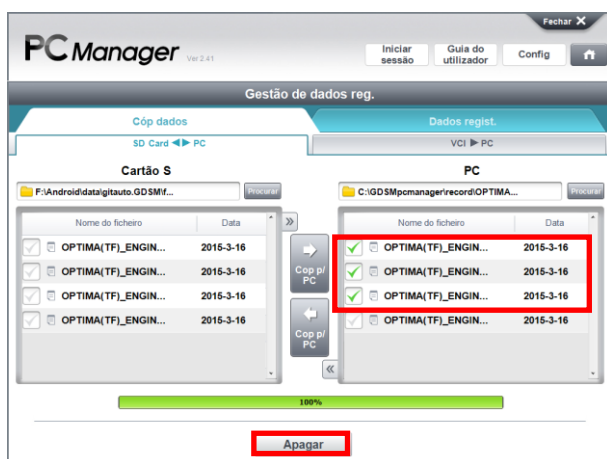 Fechar X
PC Manager Ver 2.41
Iniciar sessão
Guia do utilizador
Config
Gestão de dados reg.
Cóp dados
Dados regist.
SD Card ◀▶ PC
VCI ▶ PC
Cartão S
PC
F:\Android\data\gitauto.GDSM\f...
Procurar
C:\GDSMpcmanager\record\OPTIMA...
Procurar
Nome do ficheiro Data
OPTIMA(TF)_ENGIN... 2015-3-16
OPTIMA(TF)_ENGIN... 2015-3-16
OPTIMA(TF)_ENGIN... 2015-3-16
OPTIMA(TF)_ENGIN... 2015-3-16
Cop p/
PC
Cop p/
PC
Nome do ficheiro Data
OPTIMA(TF)_ENGIN... 2015-3-16
OPTIMA(TF)_ENGIN... 2015-3-16
OPTIMA(TF)_ENGIN... 2015-3-16
OPTIMA(TF)_ENGIN... 2015-3-16
100%
Apagar